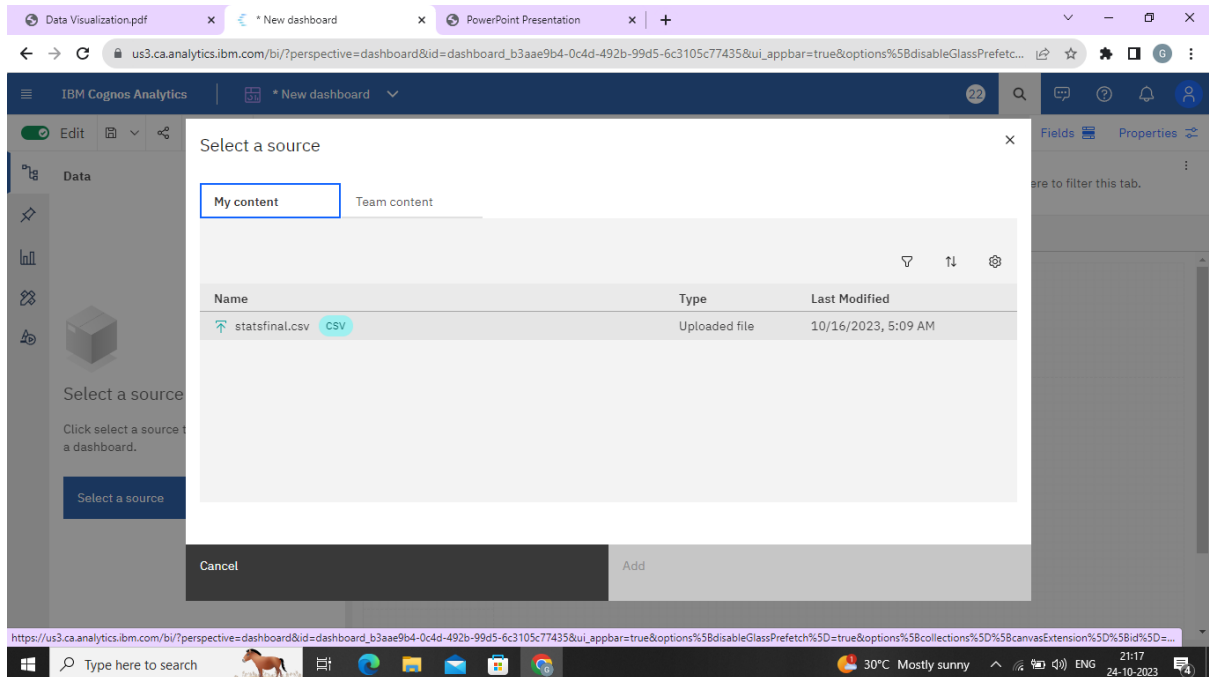 Data Visualization.pdf
* New dashboard
PowerPoint Presentation
us3.ca.analytics.ibm.com/bi/?perspective=dashboard&id=dashboard_b3aae9b4-0c4d-492b-99d5-6c3105c77435&ui_appbar=true&options%5BdisableGlassPrefetc...
G
IBM Cognos Analytics
* New dashboard
22
Edit
Fields
Properties
Select a source
Data
ere to filter this tab.
My content
Team content
Name
Type
Last Modified
statsfinal.csv
CSV
Uploaded file
10/16/2023, 5:09 AM
Select a source
Click select a source t
a dashboard.
Select a source
Cancel
Add
https://us3.ca.analytics.ibm.com/bi/?perspective=dashboard&id=dashboard_b3aae9b4-0c4d-492b-99d5-6c3105c77435&ui_appbar=true&options%5BdisableGlassPrefetch%5D=true&options%5Bcollections%5D%5BcanvasExtension%5D%5Bid%5D=...
Type here to search
30°C Mostly sunny
ENG
21:17
24-10-2023
4